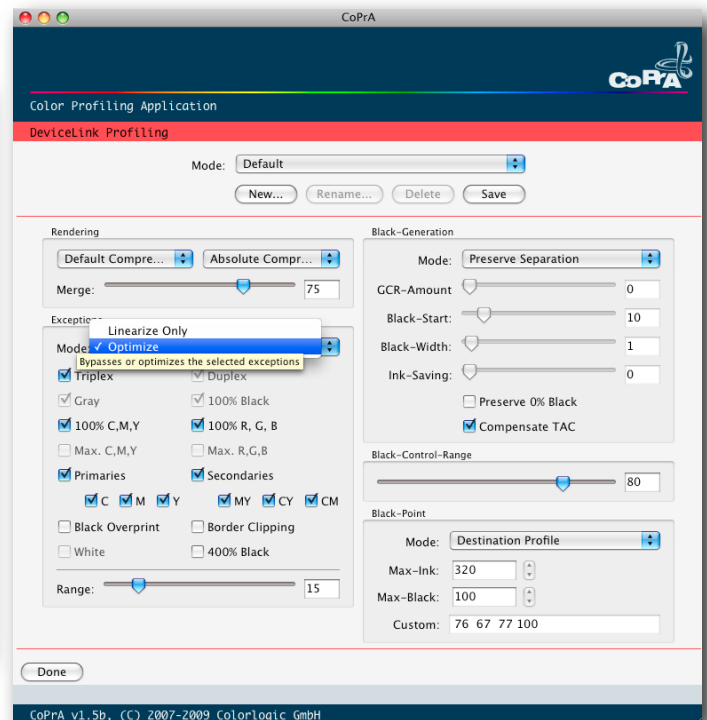 CoPrA
CoPrA
Color Profiling Application
DeviceLink Profiling
Mode: Default
New... Rename... Delete Save
Rendering
Default Compre... Absolute Compr...
Merge: 75
Exceptions
Linearize Only
Mode: ✓ Optimize
Bypasses or optimizes the selected exceptions
Triplex Duplex
Gray 100% Black
100% C,M,Y 100% R, G, B
Max. C,M,Y Max. R,G,B
Primaries Secondaries
C M Y MY CY CM
Black Overprint Border Clipping
White 400% Black
Range: 15
Black-Generation
Mode: Preserve Separation
GCR-Amount 0
Black-Start: 10
Black-Width: 1
Ink-Saving: 0
Preserve 0% Black
Compensate TAC
Black-Control-Range
80
Black-Point
Mode: Destination Profile
Max-Ink: 320
Max-Black: 100
Custom: 76 67 77 100
Done
CoPrA v1.5b, (C) 2007-2009 Colorlogic GmbH